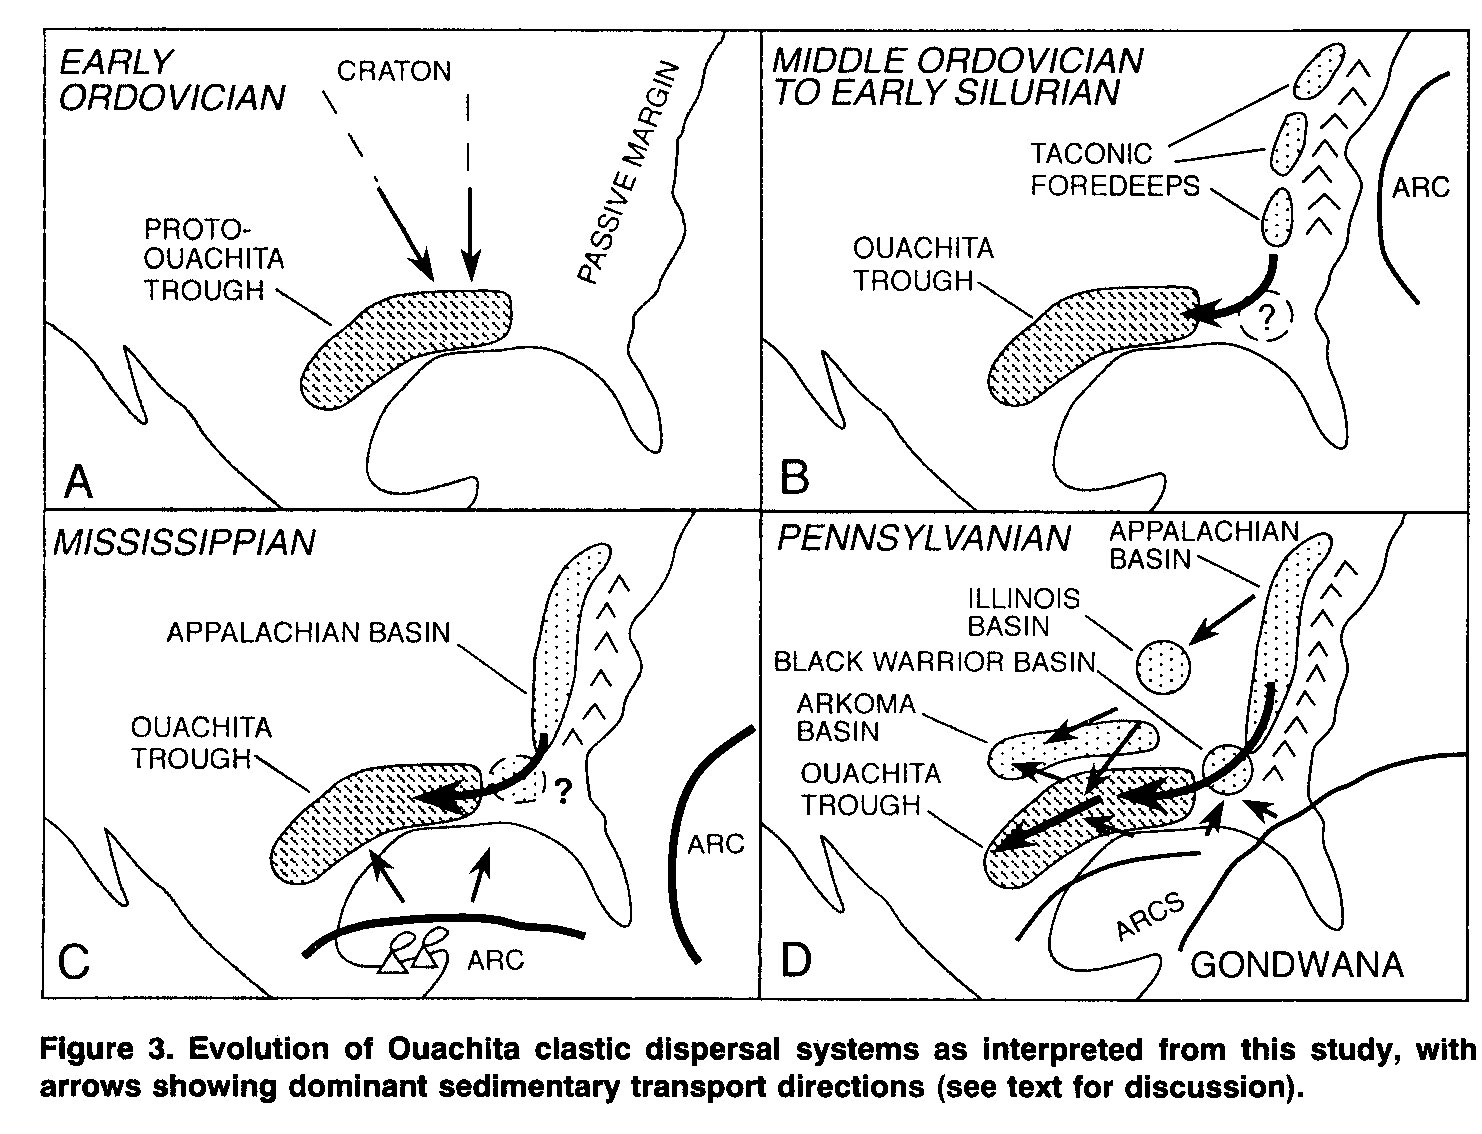 EARLY
ORDOVICIAN
CRATON
PASSIVE MARGIN
PROTO-
OUACHITA
TROUGH
A
MIDDLE ORDOVICIAN
TO EARLY SILURIAN
TACONIC
FOREDEEPS
ARC
OUACHITA
TROUGH
?
B
MISSISSIPPIAN
APPALACHIAN BASIN
OUACHITA
TROUGH
?
ARC
ARC
C
PENNSYLVANIAN
APPALACHIAN
BASIN
ILLINOIS
BASIN
BLACK WARRIOR BASIN
ARKOMA
BASIN
OUACHITA
TROUGH
ARCS
GONDWANA
D
Figure 3. Evolution of Ouachita clastic dispersal systems as interpreted from this study, with
arrows showing dominant sedimentary transport directions (see text for discussion).